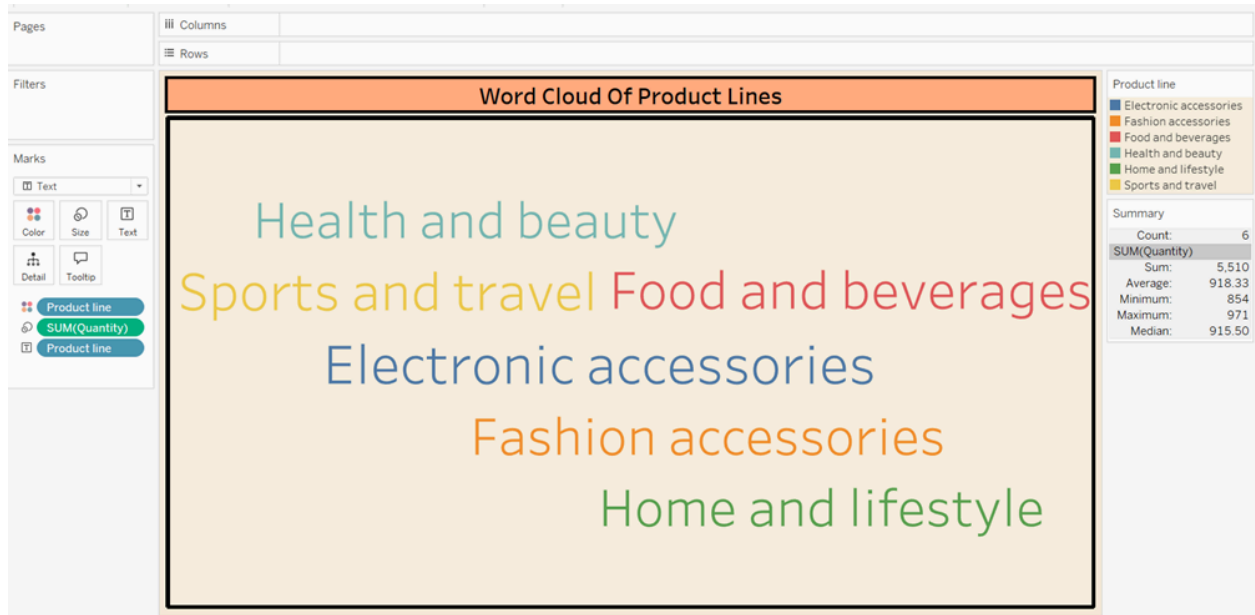 Pages
Columns
Rows
Filters
Marks
Text
Color Size Text
Detail Tooltip
Product line
SUM(Quantity)
Product line
Word Cloud Of Product Lines
Health and beauty
Sports and travel Food and beverages
Electronic accessories
Fashion accessories
Home and lifestyle
Product line
Electronic accessories
Fashion accessories
Food and beverages
Health and beauty
Home and lifestyle
Sports and travel
Summary
Count: 6
SUM(Quantity)
Sum: 5,510
Average: 918.33
Minimum: 854
Maximum: 971
Median: 915.50